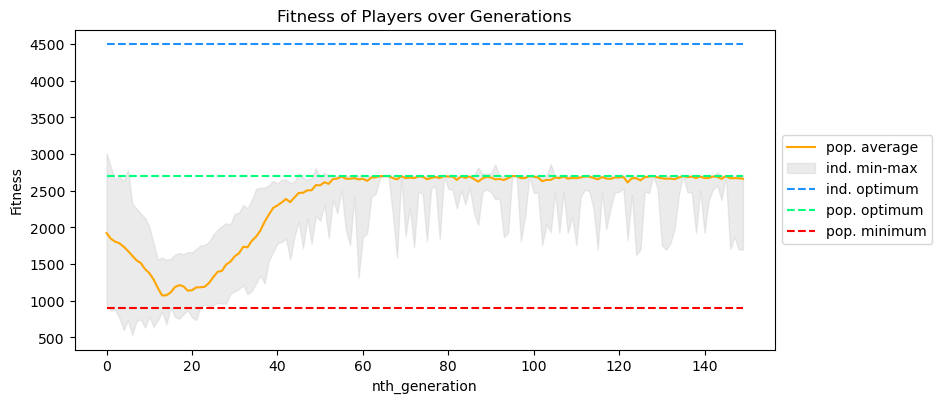 Fitness of Players over Generations
4500
4000
3500
3000
2500
2000
1500
1000
500
Fitness
0
20
40
60
80
100
120
140
nth_generation
pop. average
ind. min-max
ind. optimum
pop. optimum
pop. minimum